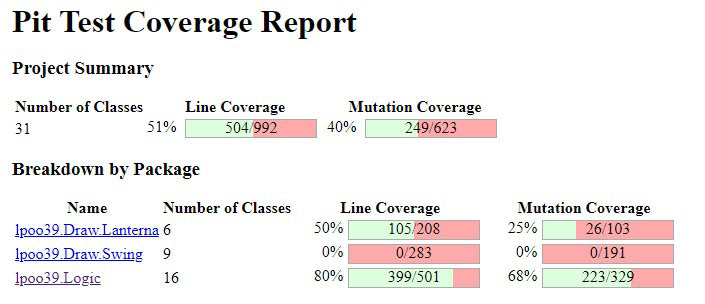 Pit Test Coverage Report
Project Summary
Number of Classes Line Coverage Mutation Coverage
31 51% 504/992 40% 249/623
Breakdown by Package
Name Number of Classes Line Coverage Mutation Coverage
lpoo39.Draw.Lanterna 6 50% 105/208 25% 26/103
lpoo39.Draw.Swing 9 0% 0/283 0% 0/191
lpoo39.Logic 16 80% 399/501 68% 223/329